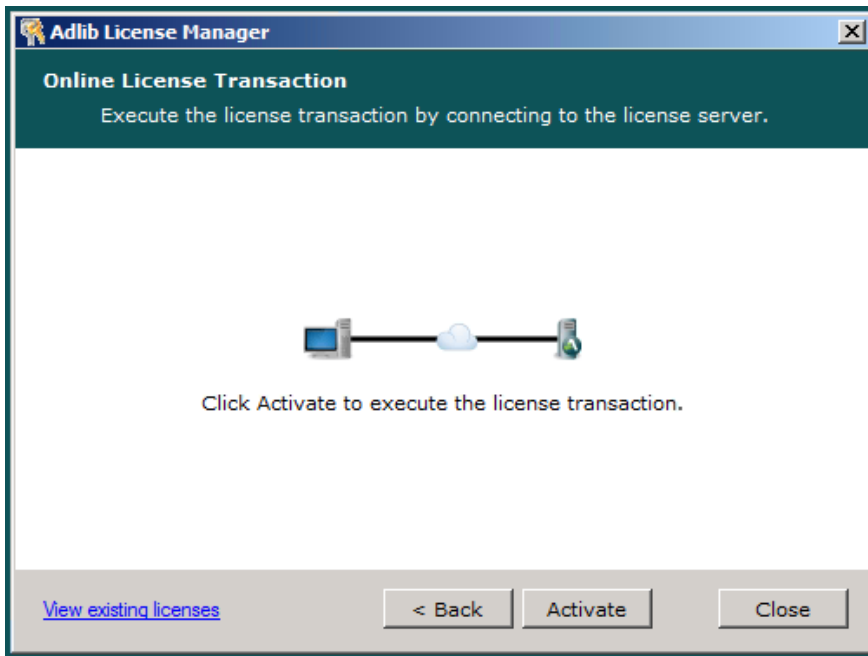 Adlib License Manager
Online License Transaction
Execute the license transaction by connecting to the license server.
Click Activate to execute the license transaction.
View existing licenses
< Back
Activate
Close